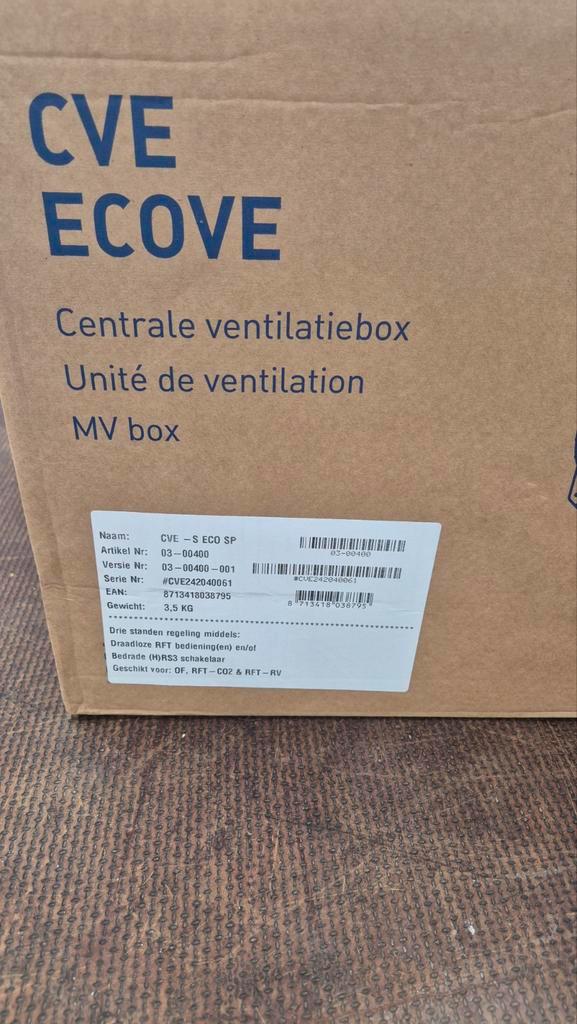 CVE
ECOVE
Centrale ventilatiebox
Unité de ventilation
MV box
Naam: CVE -S ECO SP
Artikel Nr: 03-00400
Versie Nr: 03-00400-001
Serie Nr: #CVE242040061
EAN: 8713418038795
Gewicht: 3,5 KG
03-00400
#CVE242040061
8 713418 038795
Drie standen regeling middels:
Draadloze RFT bediening(en) en/of
Bedrade (H)RS3 schakelaar
Geschikt voor: OF, RFT-CO2 & RFT-RV